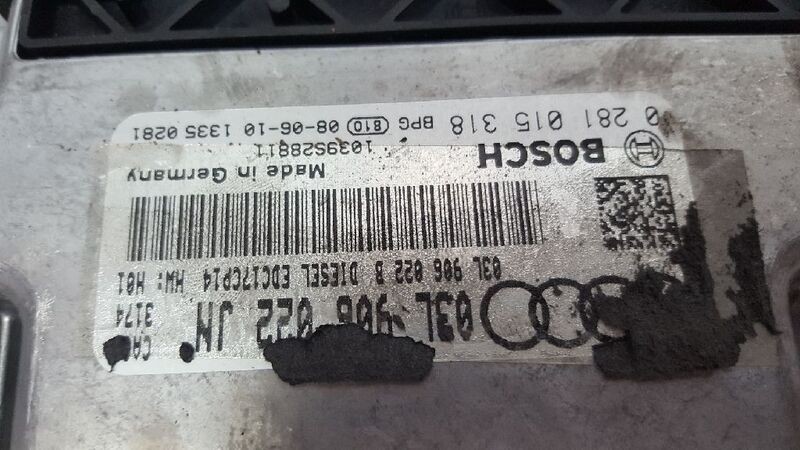 03L 906 022 JN
3174
03L 906 022 B DIESEL EDC17CP14 HW: H01
BOSCH Made in Germany
1039S28811
0 281 015 318 BPG B10 08-06-10 1335 0281